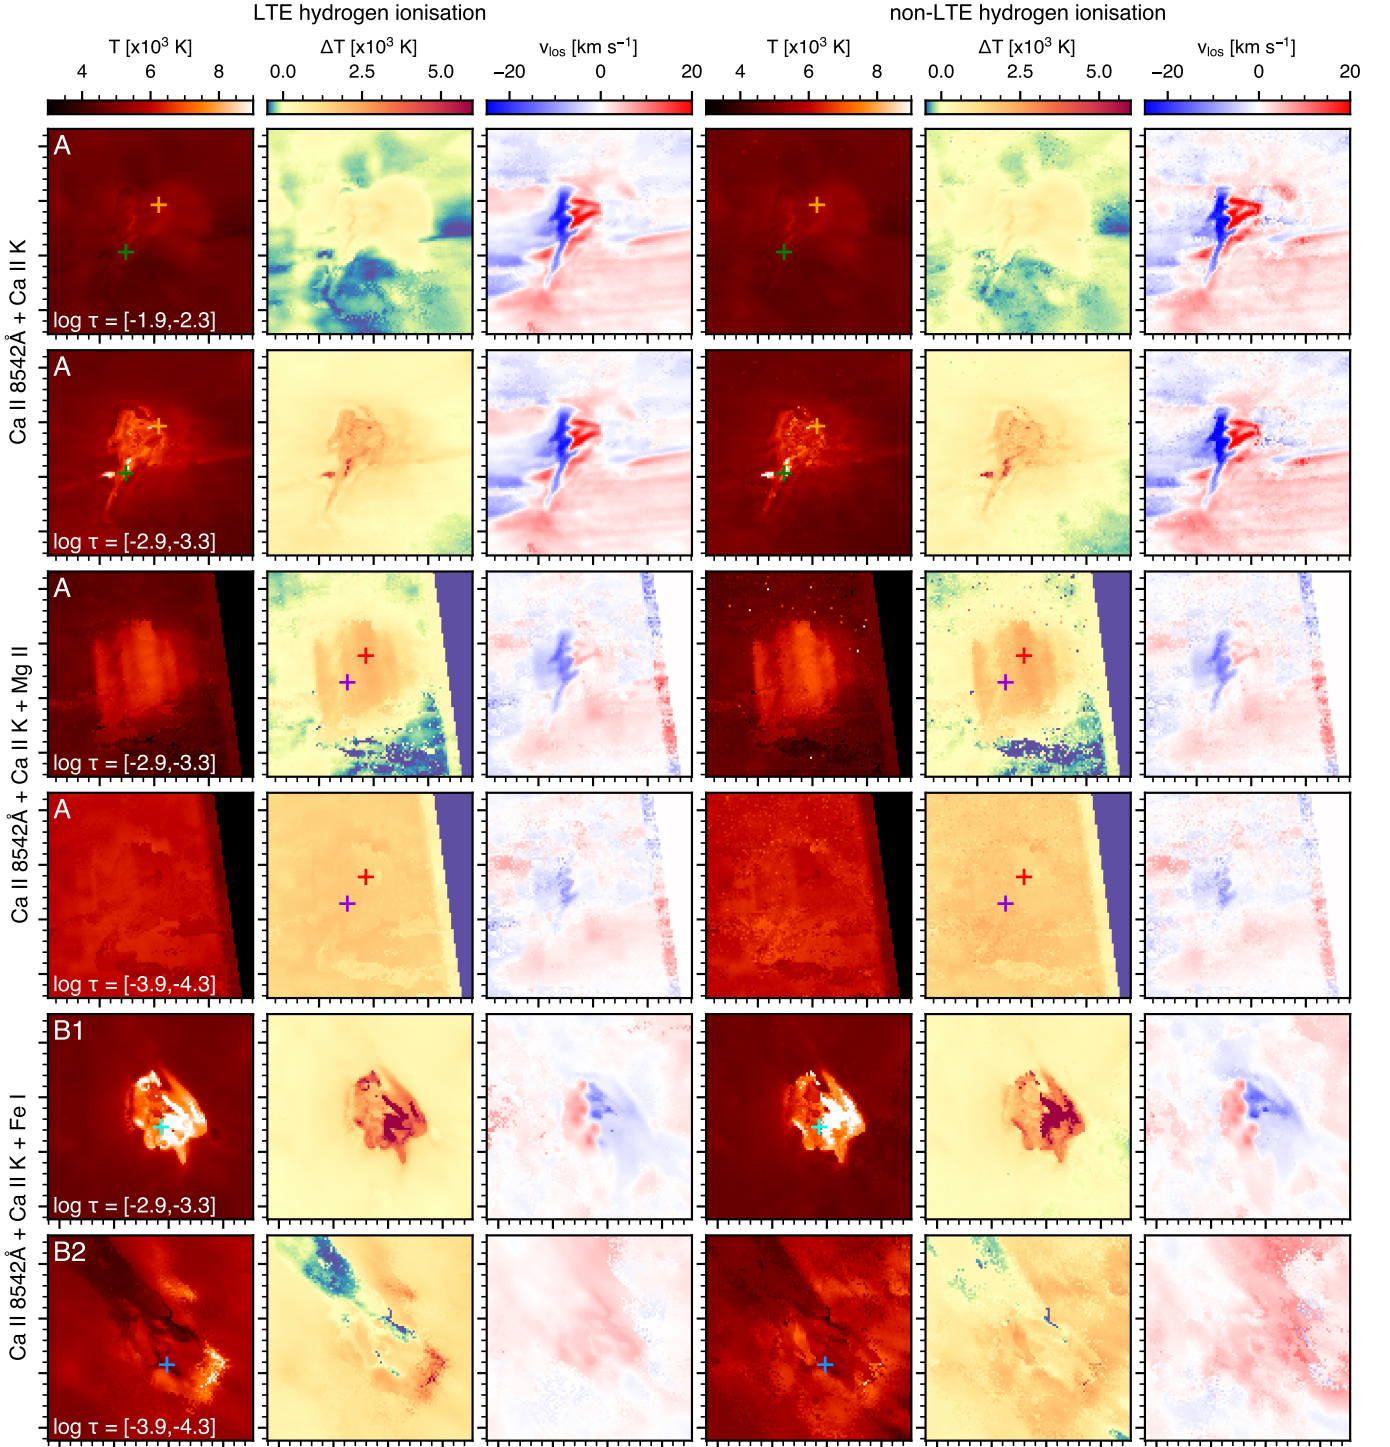 LTE hydrogen ionisation
non-LTE hydrogen ionisation
T [x10³ K]
ΔT [x10³ K]
v_los [km s⁻¹]
T [x10³ K]
ΔT [x10³ K]
v_los [km s⁻¹]
4 6 8
0.0 2.5 5.0
−20 0 20
4 6 8
0.0 2.5 5.0
−20 0 20
Ca II 8542Å + Ca II K
A
log τ = [-1.9,-2.3]
A
log τ = [-2.9,-3.3]
Ca II 8542Å + Ca II K + Mg II
A
log τ = [-2.9,-3.3]
A
log τ = [-3.9,-4.3]
Ca II 8542Å + Ca II K + Fe I
B1
log τ = [-2.9,-3.3]
B2
log τ = [-3.9,-4.3]